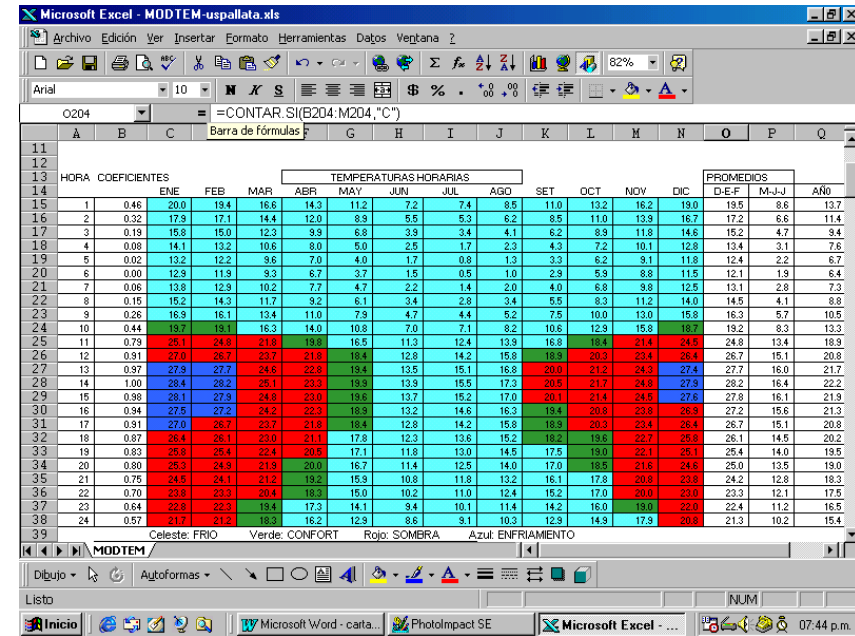 Microsoft Excel - MODTEM-uspallata.xls
Archivo Edición Ver Insertar Formato Herramientas Datos Ventana ?
82%
Arial 10 N K S $ %
O204 = =CONTAR.SI(B204:M204,"C")
Barra de fórmulas
A B C F G H I J K L M N O P Q
11
12
13 HORA COEFICIENTES TEMPERATURAS HORARIAS PROMEDIOS
14 ENE FEB MAR ABR MAY JUN JUL AGO SET OCT NOV DIC D-E-F M-J-J AÑO
15 1 0.46 20.0 19.4 16.6 14.3 11.2 7.2 7.4 8.5 11.0 13.2 16.2 19.0 19.5 8.6 13.7
16 2 0.32 17.9 17.1 14.4 12.0 8.9 5.5 5.3 6.2 8.5 11.0 13.9 16.7 17.2 6.6 11.4
17 3 0.19 15.8 15.0 12.3 9.9 6.8 3.9 3.4 4.1 6.2 8.9 11.8 14.6 15.2 4.7 9.4
18 4 0.08 14.1 13.2 10.6 8.0 5.0 2.5 1.7 2.3 4.3 7.2 10.1 12.8 13.4 3.1 7.6
19 5 0.02 13.2 12.2 9.6 7.0 4.0 1.7 0.8 1.3 3.3 6.2 9.1 11.8 12.4 2.2 6.7
20 6 0.00 12.9 11.9 9.3 6.7 3.7 1.5 0.5 1.0 2.9 5.9 8.8 11.5 12.1 1.9 6.4
21 7 0.06 13.8 12.9 10.2 7.7 4.7 2.2 1.4 2.0 4.0 6.8 9.8 12.5 13.1 2.8 7.3
22 8 0.15 15.2 14.3 11.7 9.2 6.1 3.4 2.8 3.4 5.5 8.3 11.2 14.0 14.5 4.1 8.8
23 9 0.26 16.9 16.1 13.4 11.0 7.9 4.7 4.4 5.2 7.5 10.0 13.0 15.8 16.3 5.7 10.5
24 10 0.44 19.7 19.1 16.3 14.0 10.8 7.0 7.1 8.2 10.6 12.9 15.8 18.7 19.2 8.3 13.3
25 11 0.79 25.1 24.8 21.8 19.8 16.5 11.3 12.4 13.9 16.8 18.4 21.4 24.5 24.8 13.4 18.9
26 12 0.91 27.0 26.7 23.7 21.8 18.4 12.8 14.2 15.8 18.9 20.3 23.4 26.4 26.7 15.1 20.8
27 13 0.97 27.9 27.7 24.6 22.8 19.4 13.5 15.1 16.8 20.0 21.2 24.3 27.4 27.7 16.0 21.7
28 14 1.00 28.4 28.2 25.1 23.3 19.9 13.9 15.5 17.3 20.5 21.7 24.8 27.9 28.2 16.4 22.2
29 15 0.98 28.1 27.9 24.8 23.0 19.6 13.7 15.2 17.0 20.1 21.4 24.5 27.6 27.8 16.1 21.9
30 16 0.94 27.5 27.2 24.2 22.3 18.9 13.2 14.6 16.3 19.4 20.8 23.8 26.9 27.2 15.6 21.3
31 17 0.91 27.0 26.7 23.7 21.8 18.4 12.8 14.2 15.8 18.9 20.3 23.4 26.4 26.7 15.1 20.8
32 18 0.87 26.4 26.1 23.0 21.1 17.8 12.3 13.6 15.2 18.2 19.6 22.7 25.8 26.1 14.5 20.2
33 19 0.83 25.8 25.4 22.4 20.5 17.1 11.8 13.0 14.5 17.5 19.0 22.1 25.1 25.4 14.0 19.5
34 20 0.80 25.3 24.9 21.9 20.0 16.7 11.4 12.5 14.0 17.0 18.5 21.6 24.6 25.0 13.5 19.0
35 21 0.75 24.5 24.1 21.2 19.2 15.9 10.8 11.8 13.2 16.1 17.8 20.8 23.8 24.2 12.8 18.3
36 22 0.70 23.8 23.3 20.4 18.3 15.0 10.2 11.0 12.4 15.2 17.0 20.0 23.0 23.3 12.1 17.5
37 23 0.64 22.8 22.3 19.4 17.3 14.1 9.4 10.1 11.4 14.2 16.0 19.0 22.0 22.4 11.2 16.5
38 24 0.57 21.7 21.2 18.3 16.2 12.9 8.6 9.1 10.3 12.9 14.9 17.9 20.8 21.3 10.2 15.4
39 Celeste: FRIO Verde: CONFORT Rojo: SOMBRA Azul: ENFRIAMIENTO
MODTEM
Dibujo Autoformas
Listo NUM
Inicio Microsoft Word - carta... PhotoImpact SE Microsoft Excel - ... 07:44 p.m.